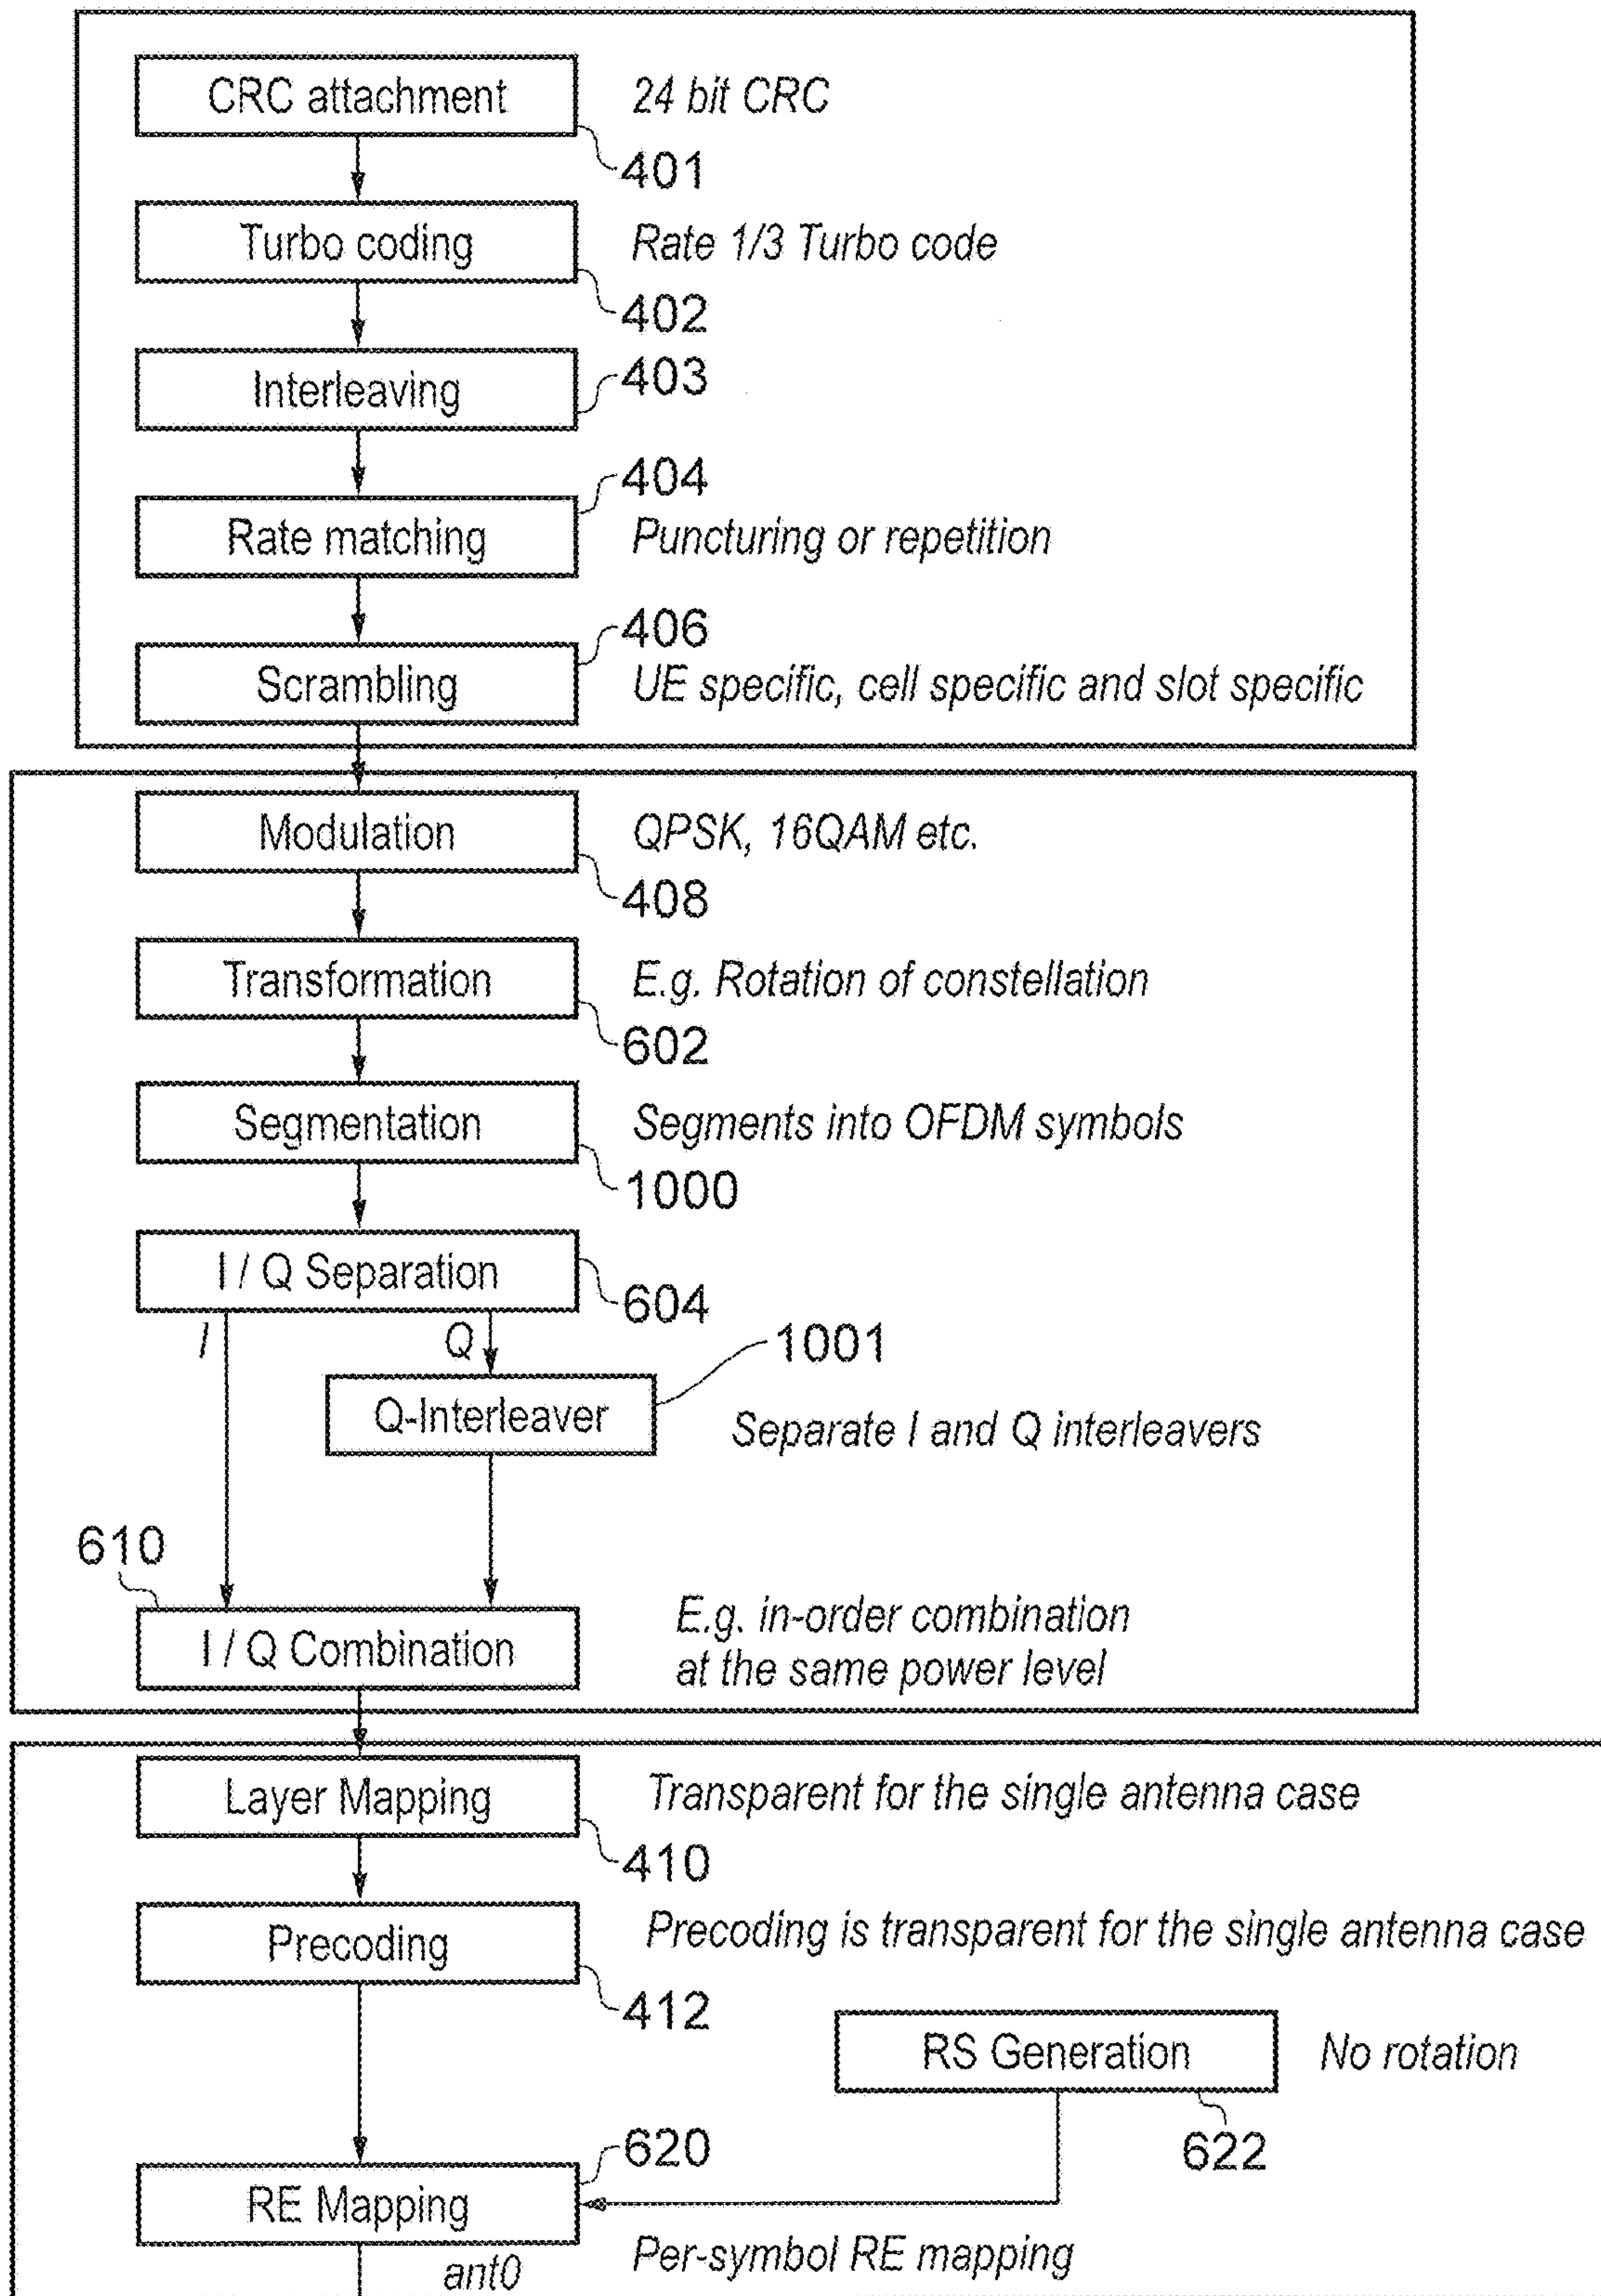 CRC attachment
24 bit CRC
401
Turbo coding
Rate 1/3 Turbo code
402
Interleaving
403
404
Rate matching
Puncturing or repetition
406
Scrambling
UE specific, cell specific and slot specific
Modulation
QPSK, 16QAM etc.
408
Transformation
E.g. Rotation of constellation
602
Segmentation
Segments into OFDM symbols
1000
I / Q Separation
604
I
Q
1001
Q-Interleaver
Separate I and Q interleavers
610
I / Q Combination
E.g. in-order combination
at the same power level
Layer Mapping
Transparent for the single antenna case
410
Precoding
Precoding is transparent for the single antenna case
412
RS Generation
No rotation
622
620
RE Mapping
Per-symbol RE mapping
ant0